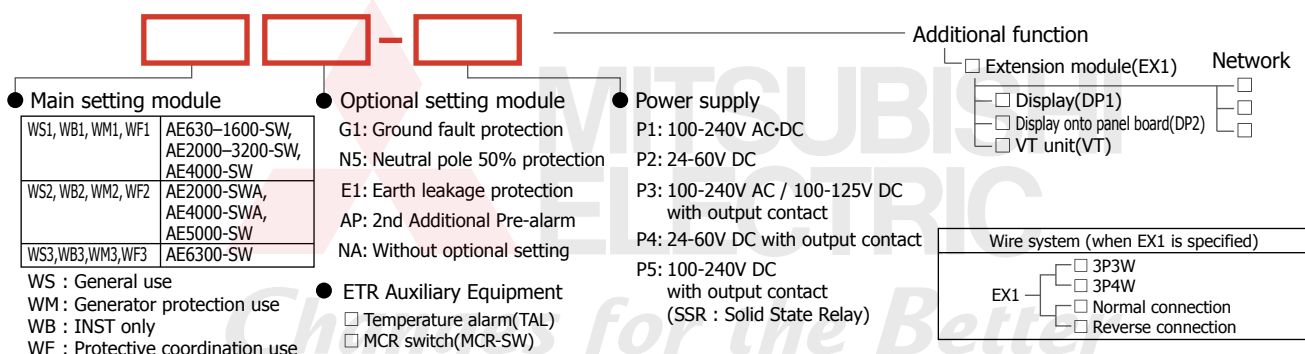 Additional function
□ Extension module(EX1)
Network
□ Display(DP1)
□ Display onto panel board(DP2)
□ VT unit(VT)
□
□
□
● Main setting module
WS1, WB1, WM1, WF1
AE630–1600-SW,
AE2000–3200-SW,
AE4000-SW
WS2, WB2, WM2, WF2
AE2000-SWA,
AE4000-SWA,
AE5000-SW
WS3,WB3,WM3,WF3
AE6300-SW
WS : General use
WM : Generator protection use
WB : INST only
WF : Protective coordination use
● Optional setting module
G1: Ground fault protection
N5: Neutral pole 50% protection
E1: Earth leakage protection
AP: 2nd Additional Pre-alarm
NA: Without optional setting
● ETR Auxiliary Equipment
□ Temperature alarm(TAL)
□ MCR switch(MCR-SW)
● Power supply
P1: 100-240V AC•DC
P2: 24-60V DC
P3: 100-240V AC / 100-125V DC
with output contact
P4: 24-60V DC with output contact
P5: 100-240V DC
with output contact
(SSR : Solid State Relay)
Wire system (when EX1 is specified)
EX1
□ 3P3W
□ 3P4W
□ Normal connection
□ Reverse connection
MITSUBISHI
ELECTRIC
Changes for the Better